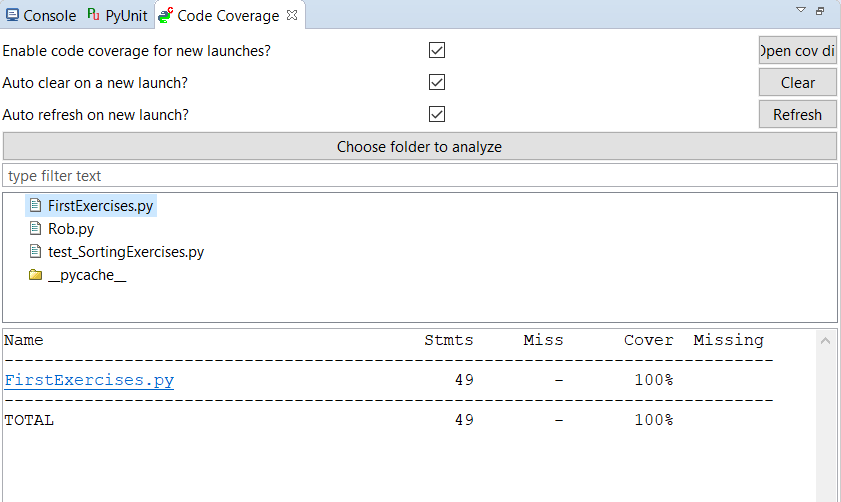 Console PyUnit Code Coverage
Enable code coverage for new launches? Open cov di
Auto clear on a new launch? Clear
Auto refresh on new launch? Refresh
Choose folder to analyze
type filter text
FirstExercises.py
Rob.py
test_SortingExercises.py
__pycache__
Name Stmts Miss Cover Missing
-----------------------------------------------------------------------------
FirstExercises.py 49 - 100%
-----------------------------------------------------------------------------
TOTAL 49 - 100%